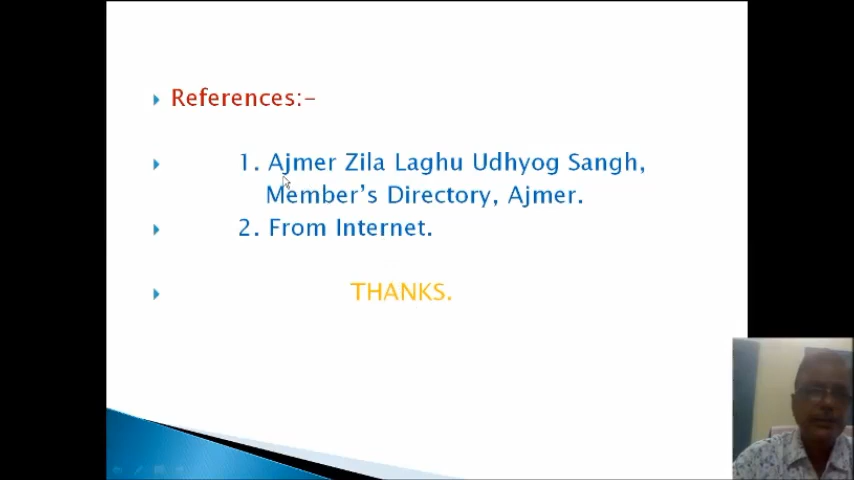 References:-
1. Ajmer Zila Laghu Udhyog Sangh,
Member's Directory, Ajmer.
2. From Internet.
THANKS.